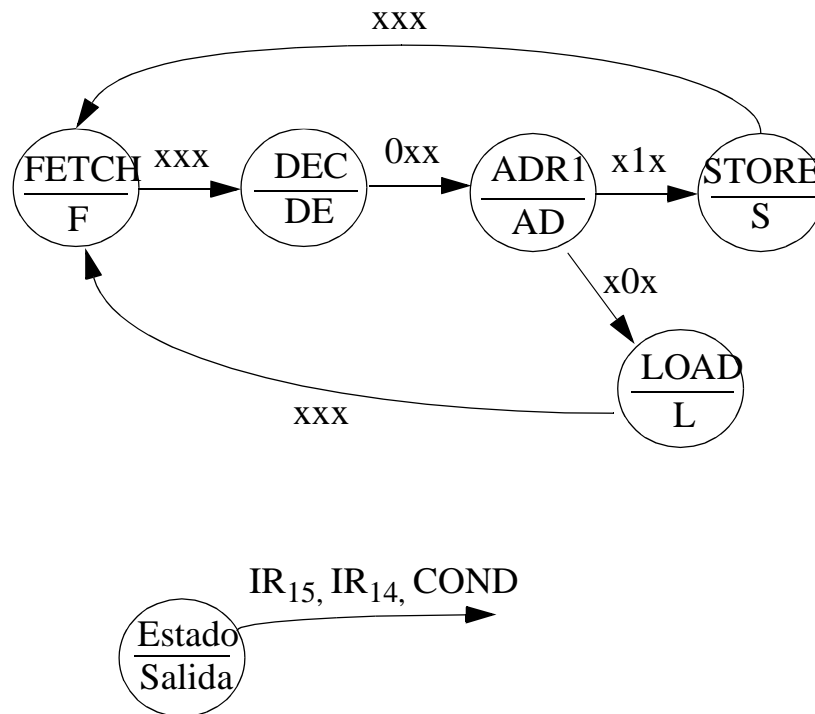 xxx
FETCH
F
xxx
DEC
DE
0xx
ADR1
AD
x1x
STORE
S
x0x
LOAD
L
xxx
IR15, IR14, COND
Estado
Salida